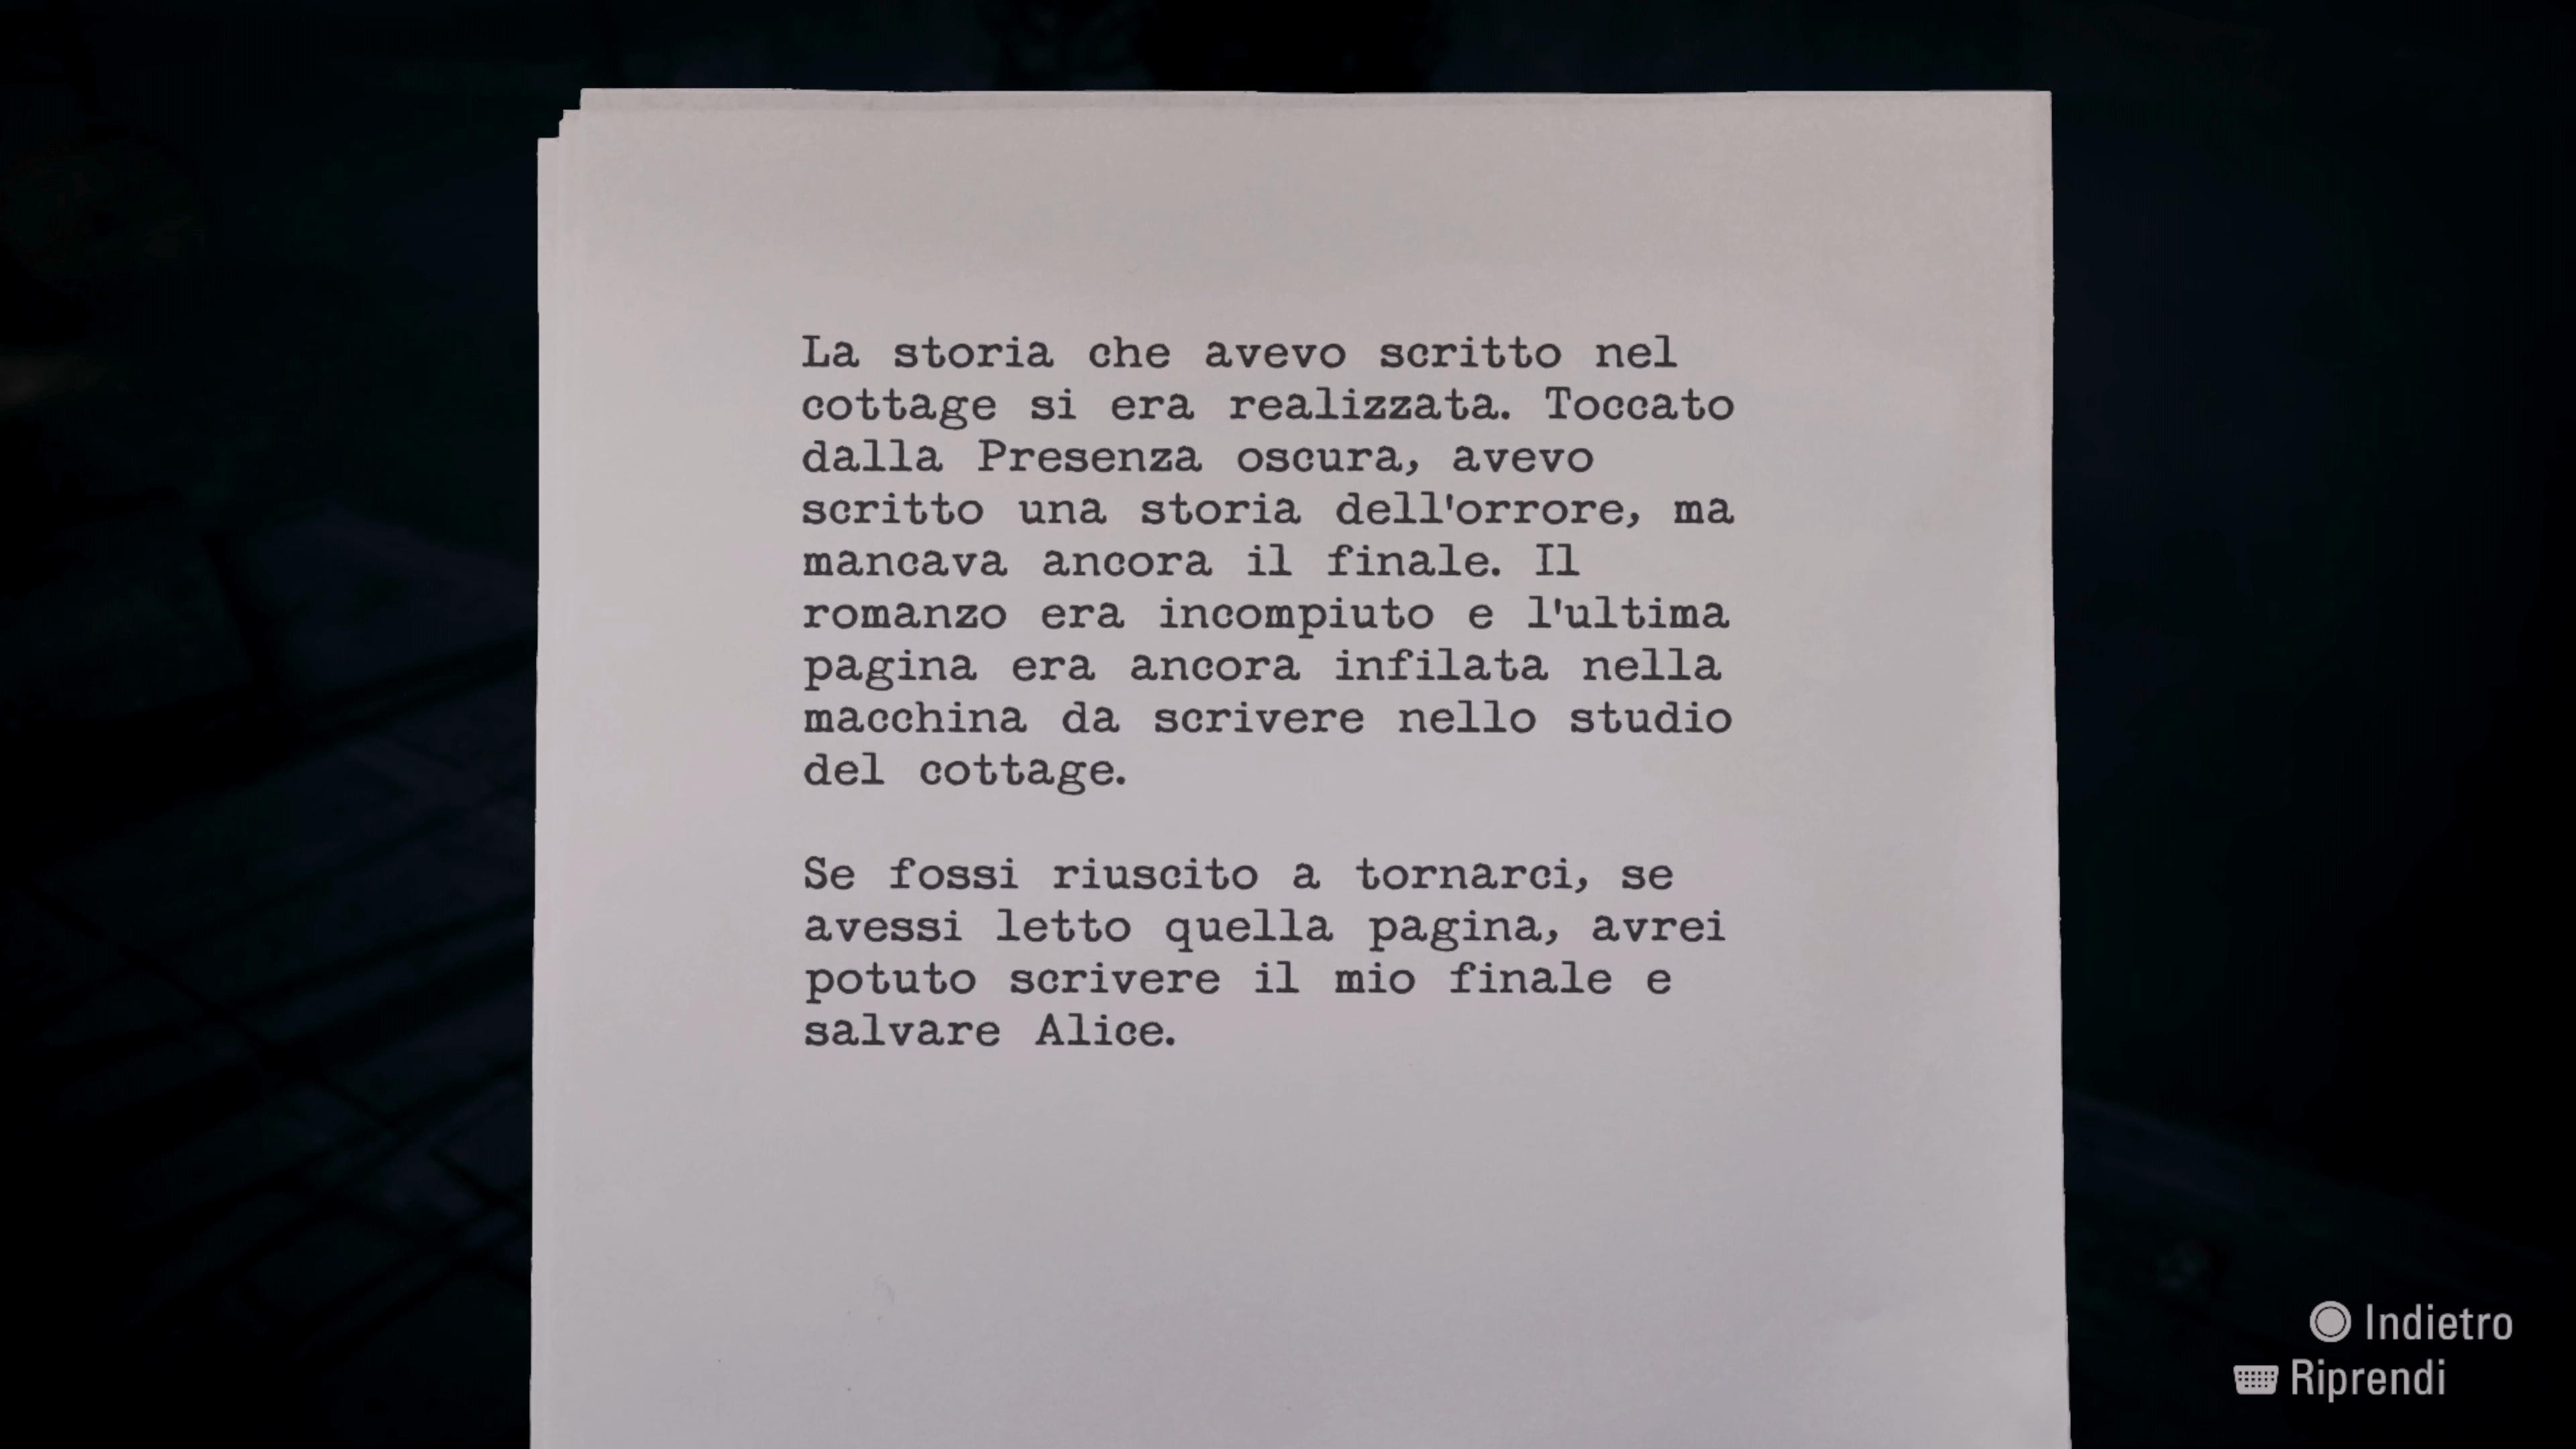 La storia che avevo scritto nel
cottage si era realizzata. Toccato
dalla Presenza oscura, avevo
scritto una storia dell'orrore, ma
mancava ancora il finale. Il
romanzo era incompiuto e l'ultima
pagina era ancora infilata nella
macchina da scrivere nello studio
del cottage.
Se fossi riuscito a tornarci, se
avessi letto quella pagina, avrei
potuto scrivere il mio finale e
salvare Alice.
Indietro
Riprendi